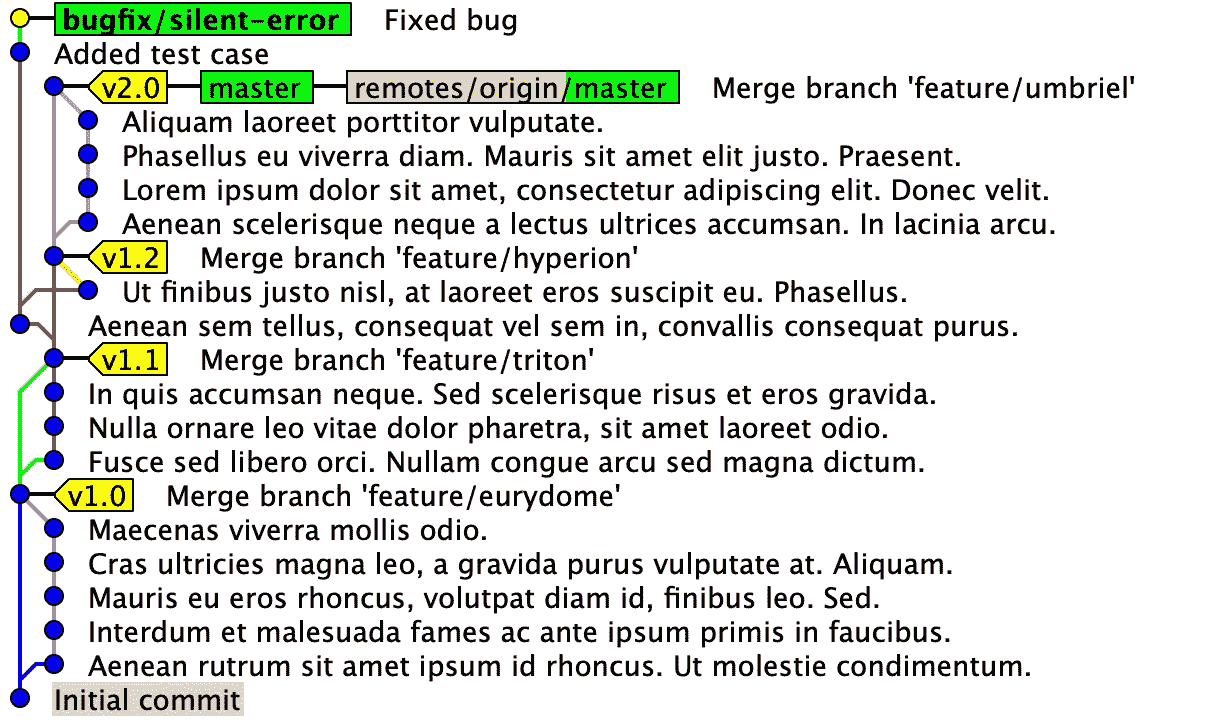 bugfix/silent-error Fixed bug
Added test case
v2.0 master remotes/origin/master Merge branch 'feature/umbriel'
Aliquam laoreet porttitor vulputate.
Phasellus eu viverra diam. Mauris sit amet elit justo. Praesent.
Lorem ipsum dolor sit amet, consectetur adipiscing elit. Donec velit.
Aenean scelerisque neque a lectus ultrices accumsan. In lacinia arcu.
v1.2 Merge branch 'feature/hyperion'
Ut finibus justo nisl, at laoreet eros suscipit eu. Phasellus.
Aenean sem tellus, consequat vel sem in, convallis consequat purus.
v1.1 Merge branch 'feature/triton'
In quis accumsan neque. Sed scelerisque risus et eros gravida.
Nulla ornare leo vitae dolor pharetra, sit amet laoreet odio.
Fusce sed libero orci. Nullam congue arcu sed magna dictum.
v1.0 Merge branch 'feature/eurydome'
Maecenas viverra mollis odio.
Cras ultricies magna leo, a gravida purus vulputate at. Aliquam.
Mauris eu eros rhoncus, volutpat diam id, finibus leo. Sed.
Interdum et malesuada fames ac ante ipsum primis in faucibus.
Aenean rutrum sit amet ipsum id rhoncus. Ut molestie condimentum.
Initial commit